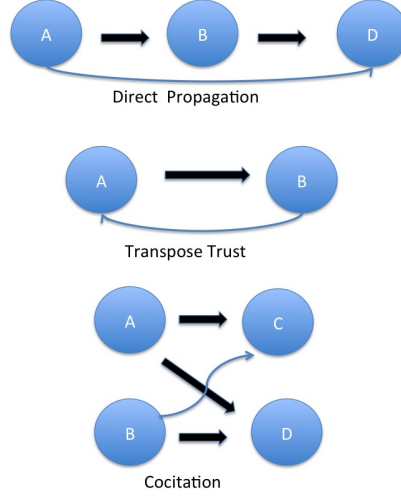 A B D
Direct Propagation
A B
Transpose Trust
A C
B D
Cocitation